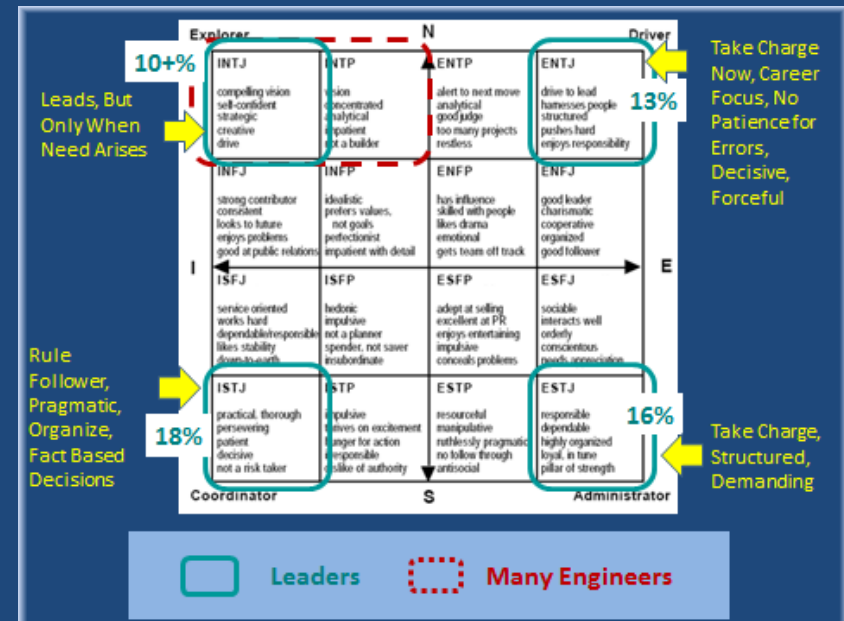 Explorer
N
Driver
10+%
INTJ
compelling vision
self-confident
strategic
creative
drive
INTP
vision
concentrated
analytical
impatient
not a builder
ENTP
alert to next move
analytical
good judge
too many projects
restless
ENTJ
drive to lead
harnesses people
structured
pushes hard
enjoys responsibility
13%
Leads, But
Only When
Need Arises
Take Charge
Now, Career
Focus, No
Patience for
Errors,
Decisive,
Forceful
INFJ
strong contributor
consistent
looks to future
enjoys problems
good at public relations
INFP
idealistic
prefers values,
not goals
perfectionist
impatient with detail
ENFP
has influence
skilled with people
likes drama
emotional
gets team off track
ENFJ
good leader
charismatic
cooperative
organized
good follower
I
E
ISFJ
service oriented
works hard
dependable/responsible
likes stability
down-to-earth
ISFP
hedonic
impulsive
not a planner
spender, not saver
insubordinate
ESFP
adept at selling
excellent at PR
enjoys entertaining
impulsive
conceals problems
ESFJ
sociable
interacts well
orderly
conscientous
needs appreciation
Rule
Follower,
Pragmatic,
Organize,
Fact Based
Decisions
18%
ISTJ
practical, thorough
persevering
patient
decisive
not a risk taker
ISTP
impulsive
thrives on excitement
hunger for action
irresponsible
dislike of authority
ESTP
resourceful
manipulative
ruthlessly pragmatic
no follow through
antisocial
ESTJ
responsible
dependable
highly organized
loyal, in tune
pillar of strength
16%
Take Charge,
Structured,
Demanding
Coordinator
S
Administrator
Leaders
Many Engineers